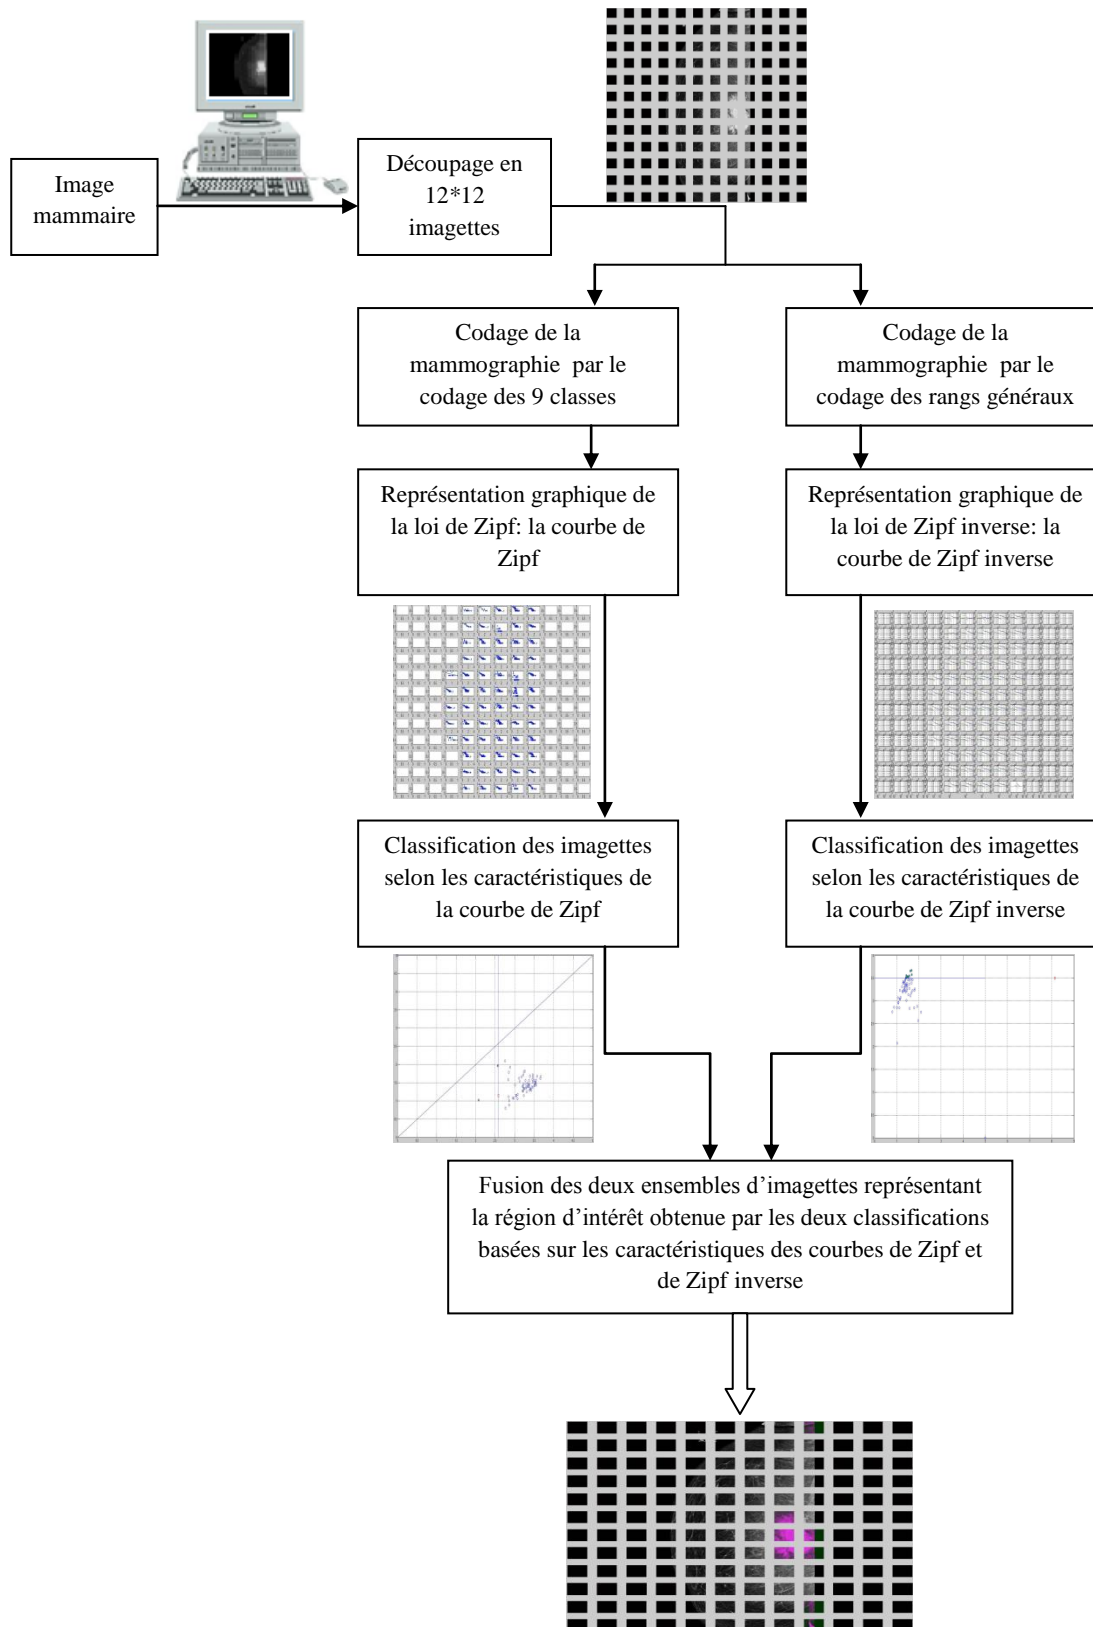 Image
mammaire
Découpage en
12*12
imagettes
Codage de la
mammographie par le
codage des 9 classes
Codage de la
mammographie par le
codage des rangs généraux
Représentation graphique de
la loi de Zipf: la courbe de
Zipf
Représentation graphique de
la loi de Zipf inverse: la
courbe de Zipf inverse
Classification des imagettes
selon les caractéristiques de
la courbe de Zipf
Classification des imagettes
selon les caractéristiques de
la courbe de Zipf inverse
Fusion des deux ensembles d’imagettes représentant
la région d’intérêt obtenue par les deux classifications
basées sur les caractéristiques des courbes de Zipf et
de Zipf inverse